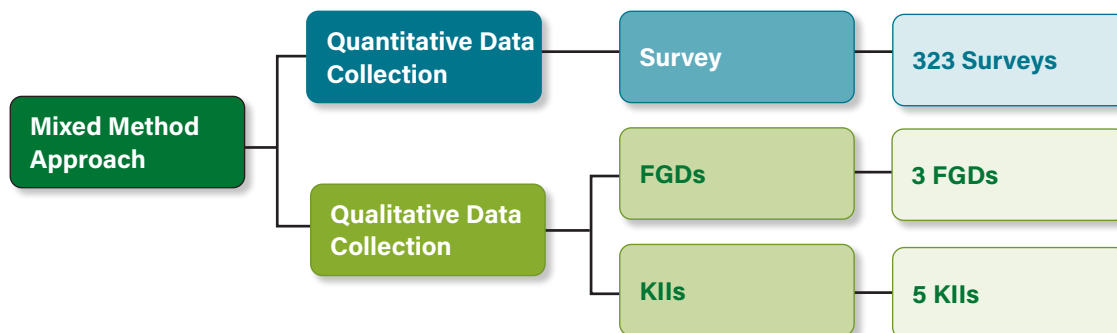 Mixed Method
Approach
Quantitative Data
Collection
Survey
323 Surveys
Qualitative Data
Collection
FGDs
3 FGDs
KIIs
5 KIIs